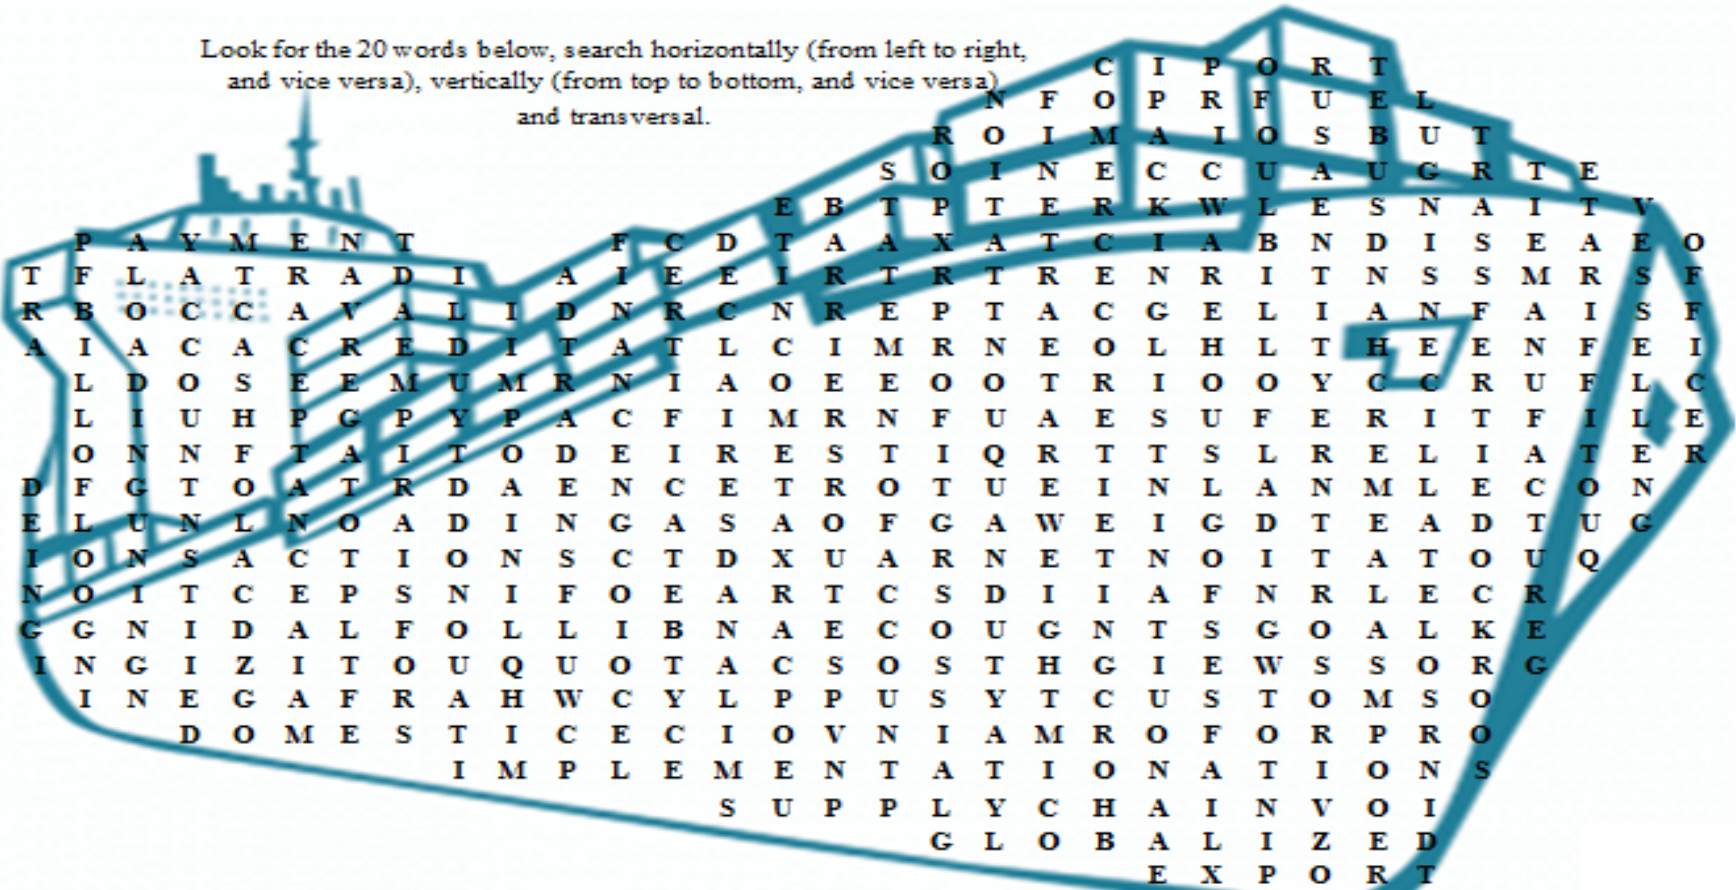 Look for the 20 words below, search horizontally (from left to right,
and vice versa), vertically (from top to bottom, and vice versa)
and transversal.
C I P O R T
N F O P R F U E L
R O I M A I O S B U T
S O I N E C C U A U G R T E
E B T P T E R K W L E S N A I T V
P A Y M E N T F C D T A A X A T C I A B N D I S E A E O
T F L A T R A D I A I E E I R T R T R E N R I T N S S M R S F
R B O C C A V A L I D N R C N R E P T A C G E L I A N F A I S F
A I A C A C R E D I T A T L C I M R N E O L H L T H E E N F E I
L D O S E E M U M R N I A O E E O O T R I O O Y C C R U F L C
L I U H P G P Y P A C F I M R N F U A E S U F E R I T F I L E
O N N F T A I T O D E I R E S T I Q R T T S L R E L I A T E R
D F G T O A T R D A E N C E T R O T U E I N L A N M L E C O N
E L U N L N O A D I N G A S A O F G A W E I G D T E A D T U G
I O N S A C T I O N S C T D X U A R N E T N O I T A T O U Q
N O I T C E P S N I F O E A R T C S D I I A F N R L E C R
G G N I D A L F O L L I B N A E C O U G N T S G O A L K E
I N G I Z I T O U Q U O T A C S O S T H G I E W S S O R G
I N E G A F R A H W C Y L P P U S Y T C U S T O M S O
D O M E S T I C E C I O V N I A M R O F O R P R O
I M P L E M E N T A T I O N A T I O N S
S U P P L Y C H A I N V O I
G L O B A L I Z E D
E X P O R T